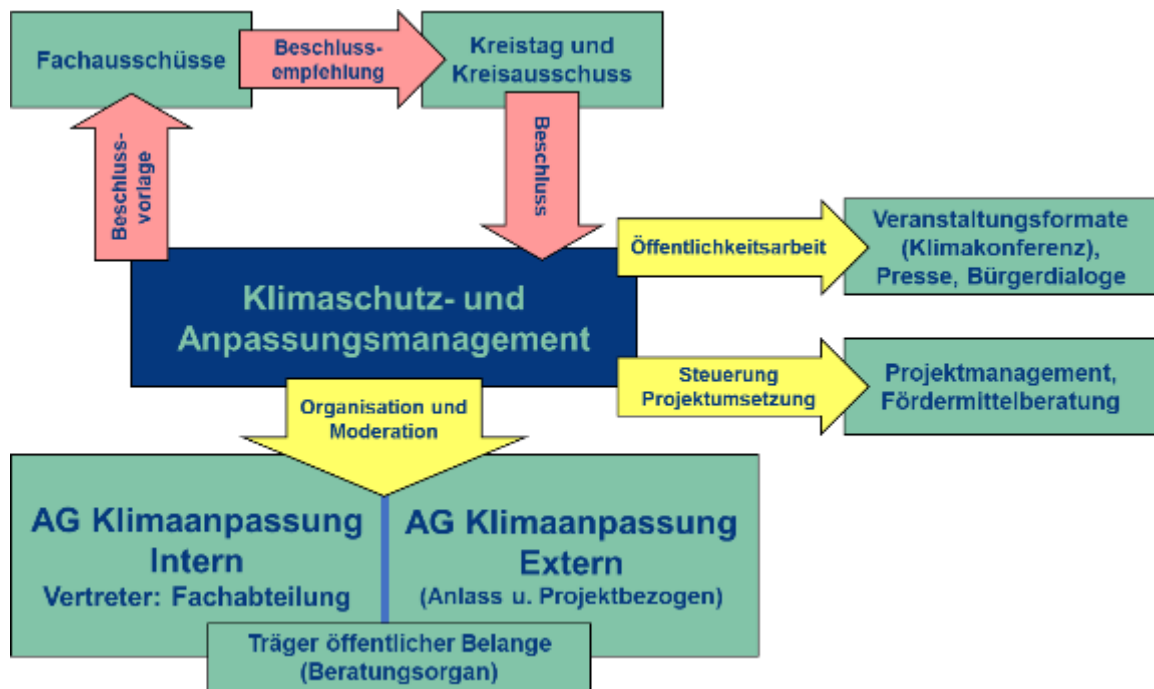 Fachausschüsse
Beschluss-
empfehlung
Kreistag und
Kreisausschuss
Beschluss-
vorlage
Beschluss
Klimaschutz- und
Anpassungsmanagement
Öffentlichkeitsarbeit
Veranstaltungsformate
(Klimakonferenz),
Presse, Bürgerdialoge
Steuerung
Projektumsetzung
Projektmanagement,
Fördermittelberatung
Organisation und
Moderation
AG Klimaanpassung
Intern
Vertreter: Fachabteilung
AG Klimaanpassung
Extern
(Anlass u. Projektbezogen)
Träger öffentlicher Belange
(Beratungsorgan)